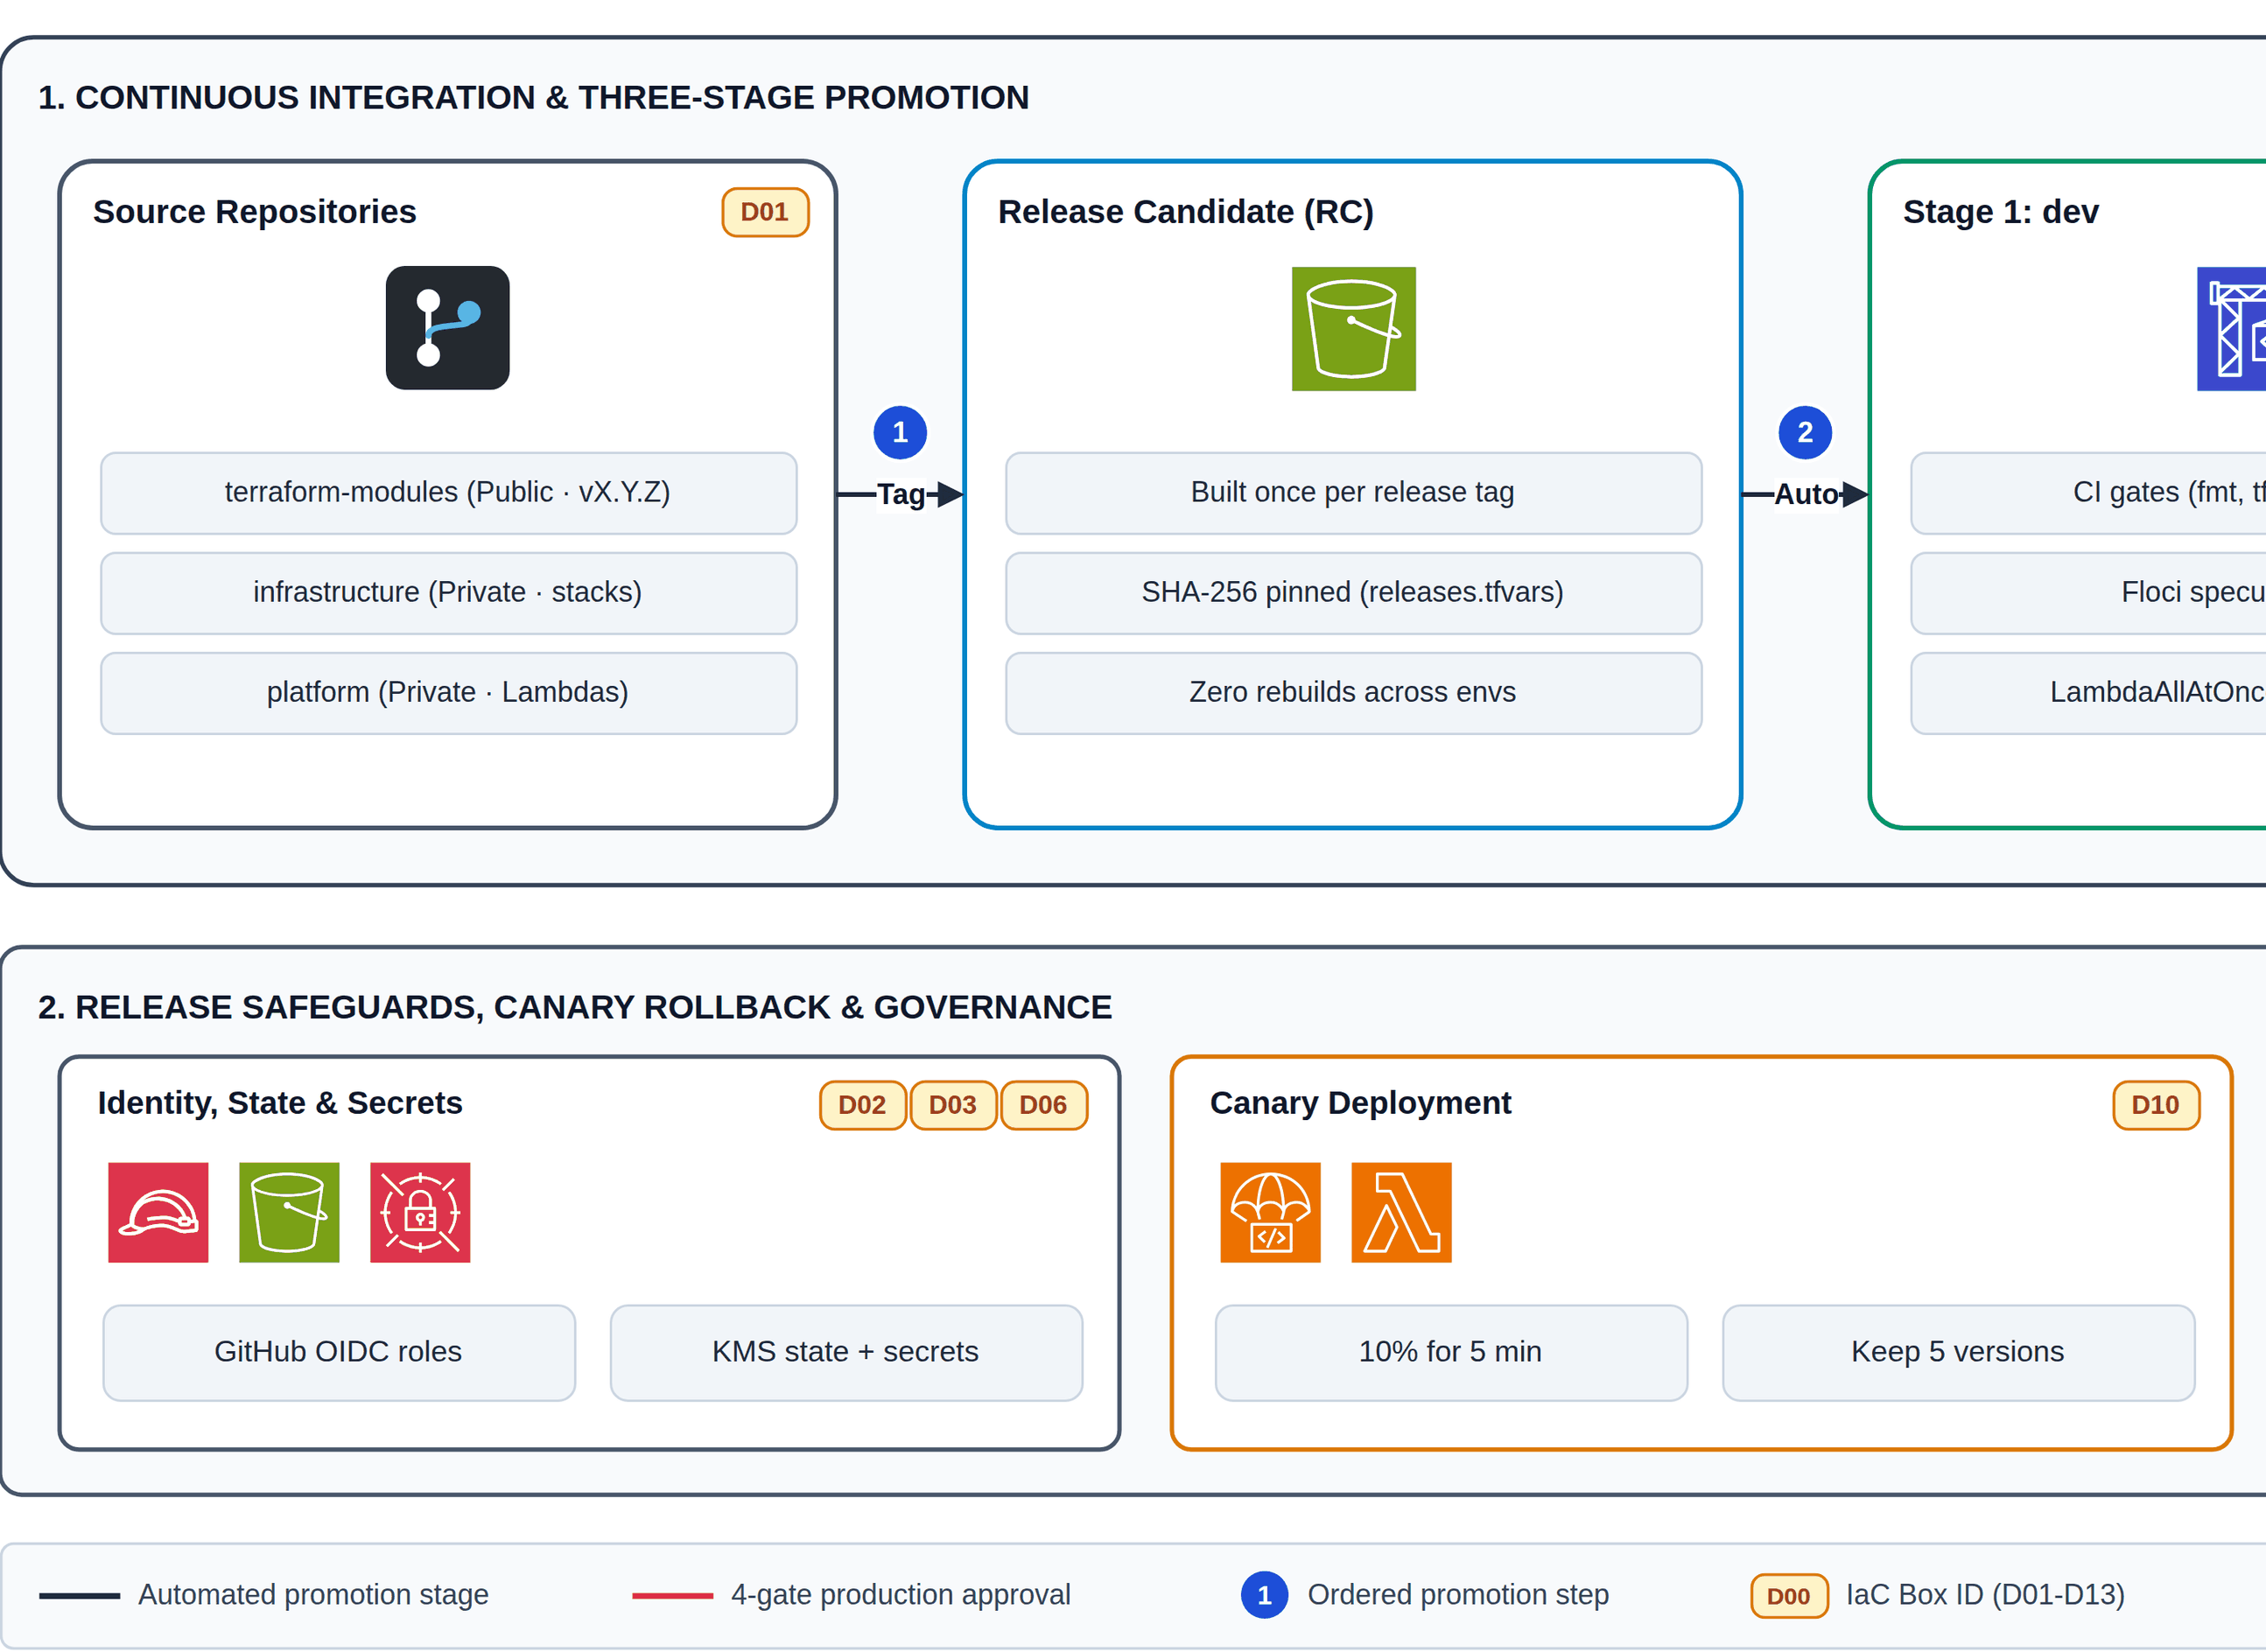 1. CONTINUOUS INTEGRATION & THREE-STAGE PROMOTION
Source Repositories
D01
terraform-modules (Public · vX.Y.Z)
infrastructure (Private · stacks)
platform (Private · Lambdas)
1
Tag
Release Candidate (RC)
Built once per release tag
SHA-256 pinned (releases.tfvars)
Zero rebuilds across envs
2
Auto
Stage 1: dev
CI gates (fmt,
Floci
2. RELEASE SAFEGUARDS, CANARY ROLLBACK & GOVERNANCE
Identity, State & Secrets
D02 D03 D06
GitHub OIDC roles
KMS state + secrets
Canary Deployment
D10
10% for 5 min
Keep 5 versions
Automated promotion stage
4-gate production approval
1 Ordered promotion step
D00 IaC Box ID (D01-D13)